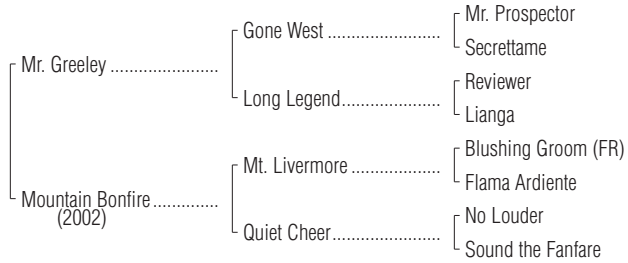 Mr. Prospector
Gone West ......................
Secrettame
Mr. Greeley ......................
Reviewer
Long Legend....................
Lianga
Blushing Groom (FR)
Mt. Livermore ..................
Flama Ardiente
Mountain Bonfire..............
(2002)
No Louder
Quiet Cheer......................
Sound the Fanfare